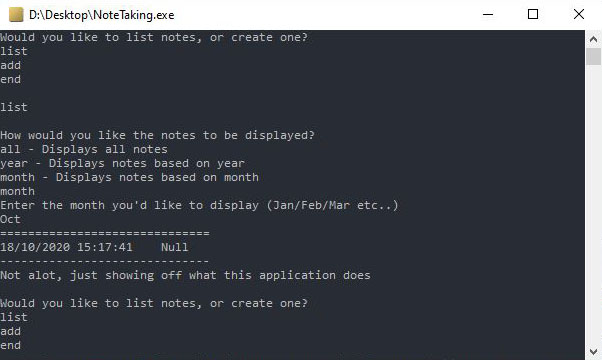 D:\Desktop\NoteTaking.exe
Would you like to list notes, or create one?
list
add
end
list
How would you like the notes to be displayed?
all - Displays all notes
year - Displays notes based on year
month - Displays notes based on month
month
Enter the month you'd like to display (Jan/Feb/Mar etc..)
Oct
==============================
18/10/2020 15:17:41    Null
------------------------------
Not alot, just showing off what this application does
Would you like to list notes, or create one?
list
add
end